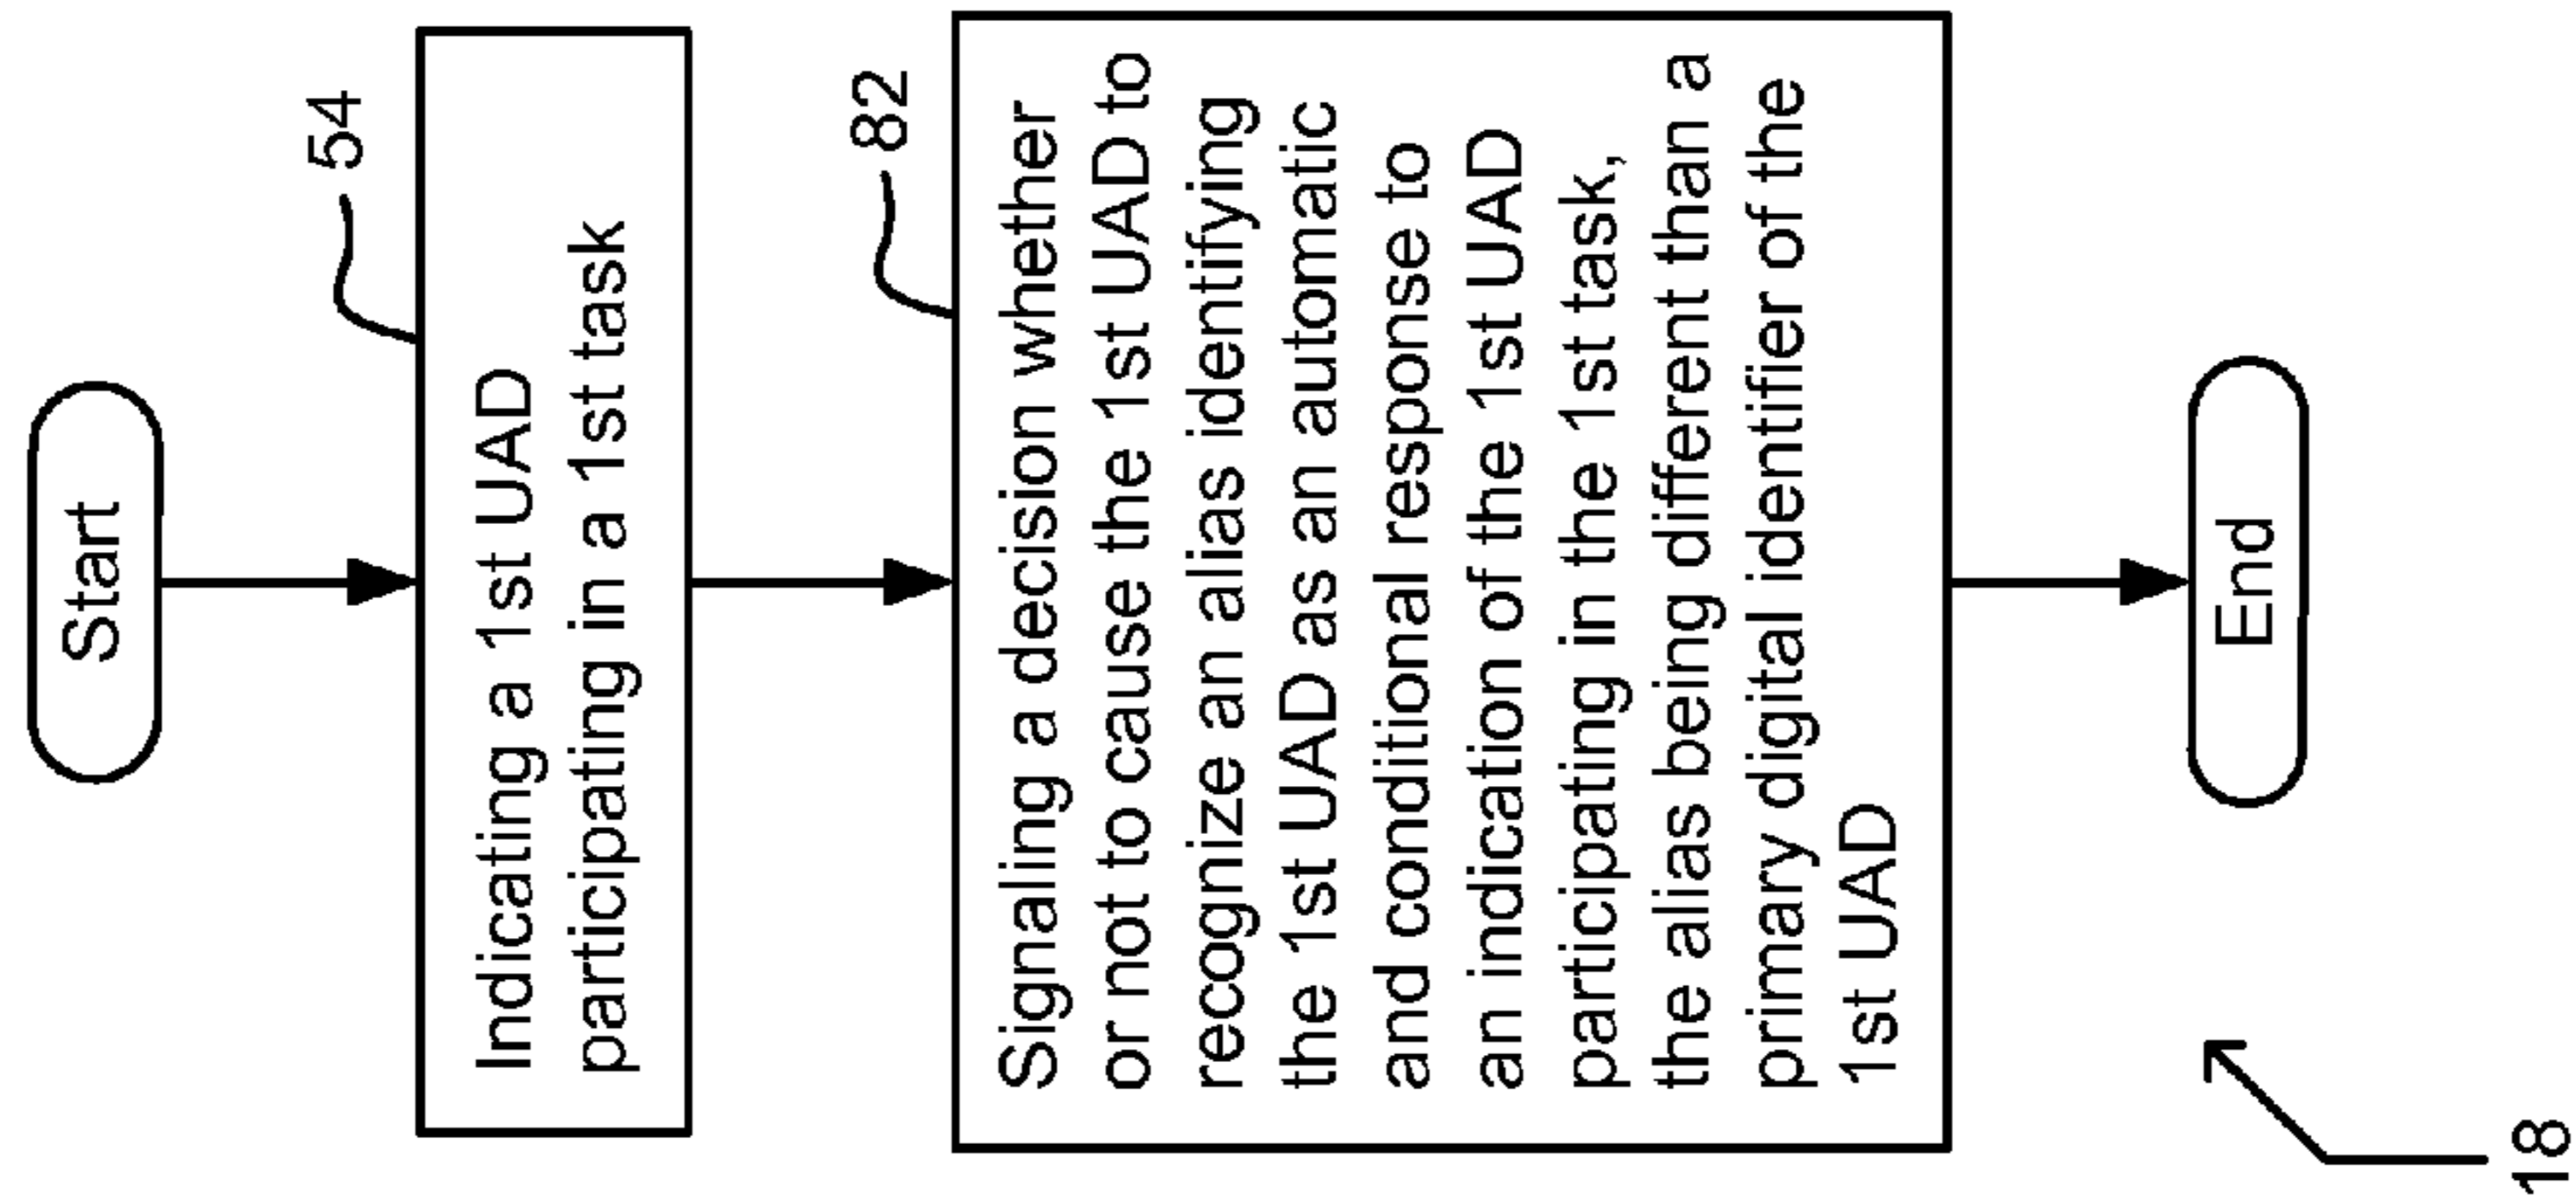 Start
54
Indicating a 1st UAD
participating in a 1st task
82
Signaling a decision whether
or not to cause the 1st UAD to
recognize an alias identifying
the 1st UAD as an automatic
and conditional response to
an indication of the 1st UAD
participating in the 1st task,
the alias being different than a
primary digital identifier of the
1st UAD
End
18